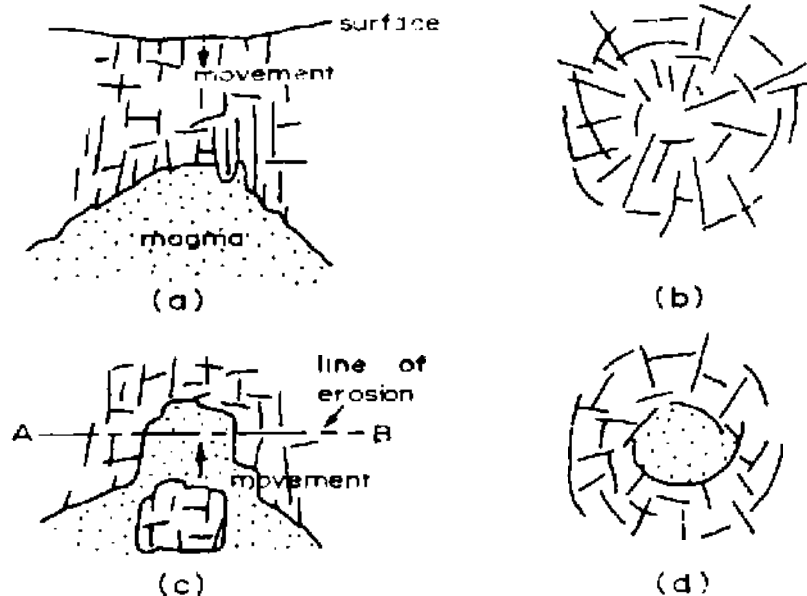 surface
movement
magma
(a)
(b)
line of
erosion
A
B
movement
(c)
(d)